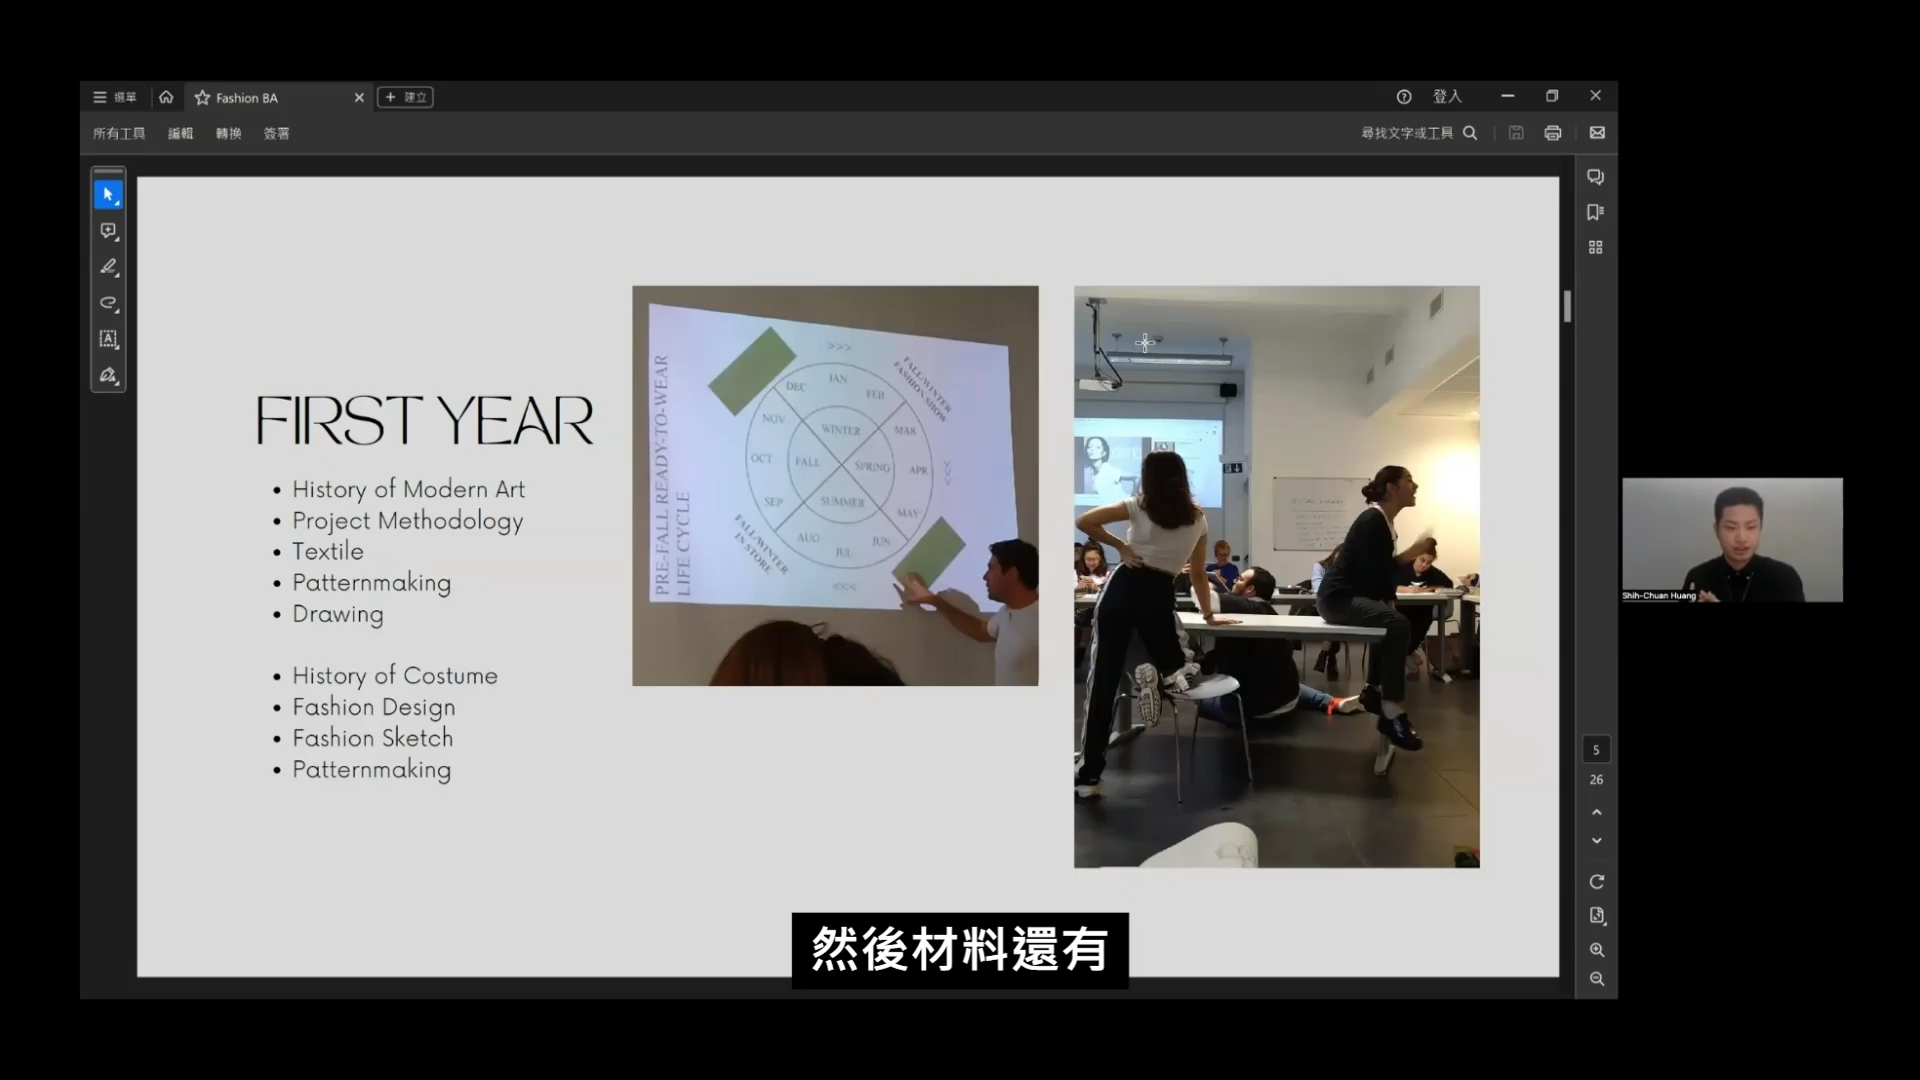 選單
Fashion BA
建立
登入
所有工具
編輯
轉換
簽署
尋找文字或工具
FIRST YEAR
History of Modern Art
Project Methodology
Textile
Patternmaking
Drawing
History of Costume
Fashion Design
Fashion Sketch
Patternmaking
PRE-FALL READY-TO-WEAR
LIFE CYCLE
>>>
FALL/WINTER
FASHION SHOW
DEC
JAN
FEB
NOV
WINTER
MAR
OCT
FALL
SPRING
APR
SEP
SUMMER
MAY
AUG
JUL
JUN
FALL/WINTER
IN STORE
<<<
Shih-Chuan Huang
5
26
然後材料還有